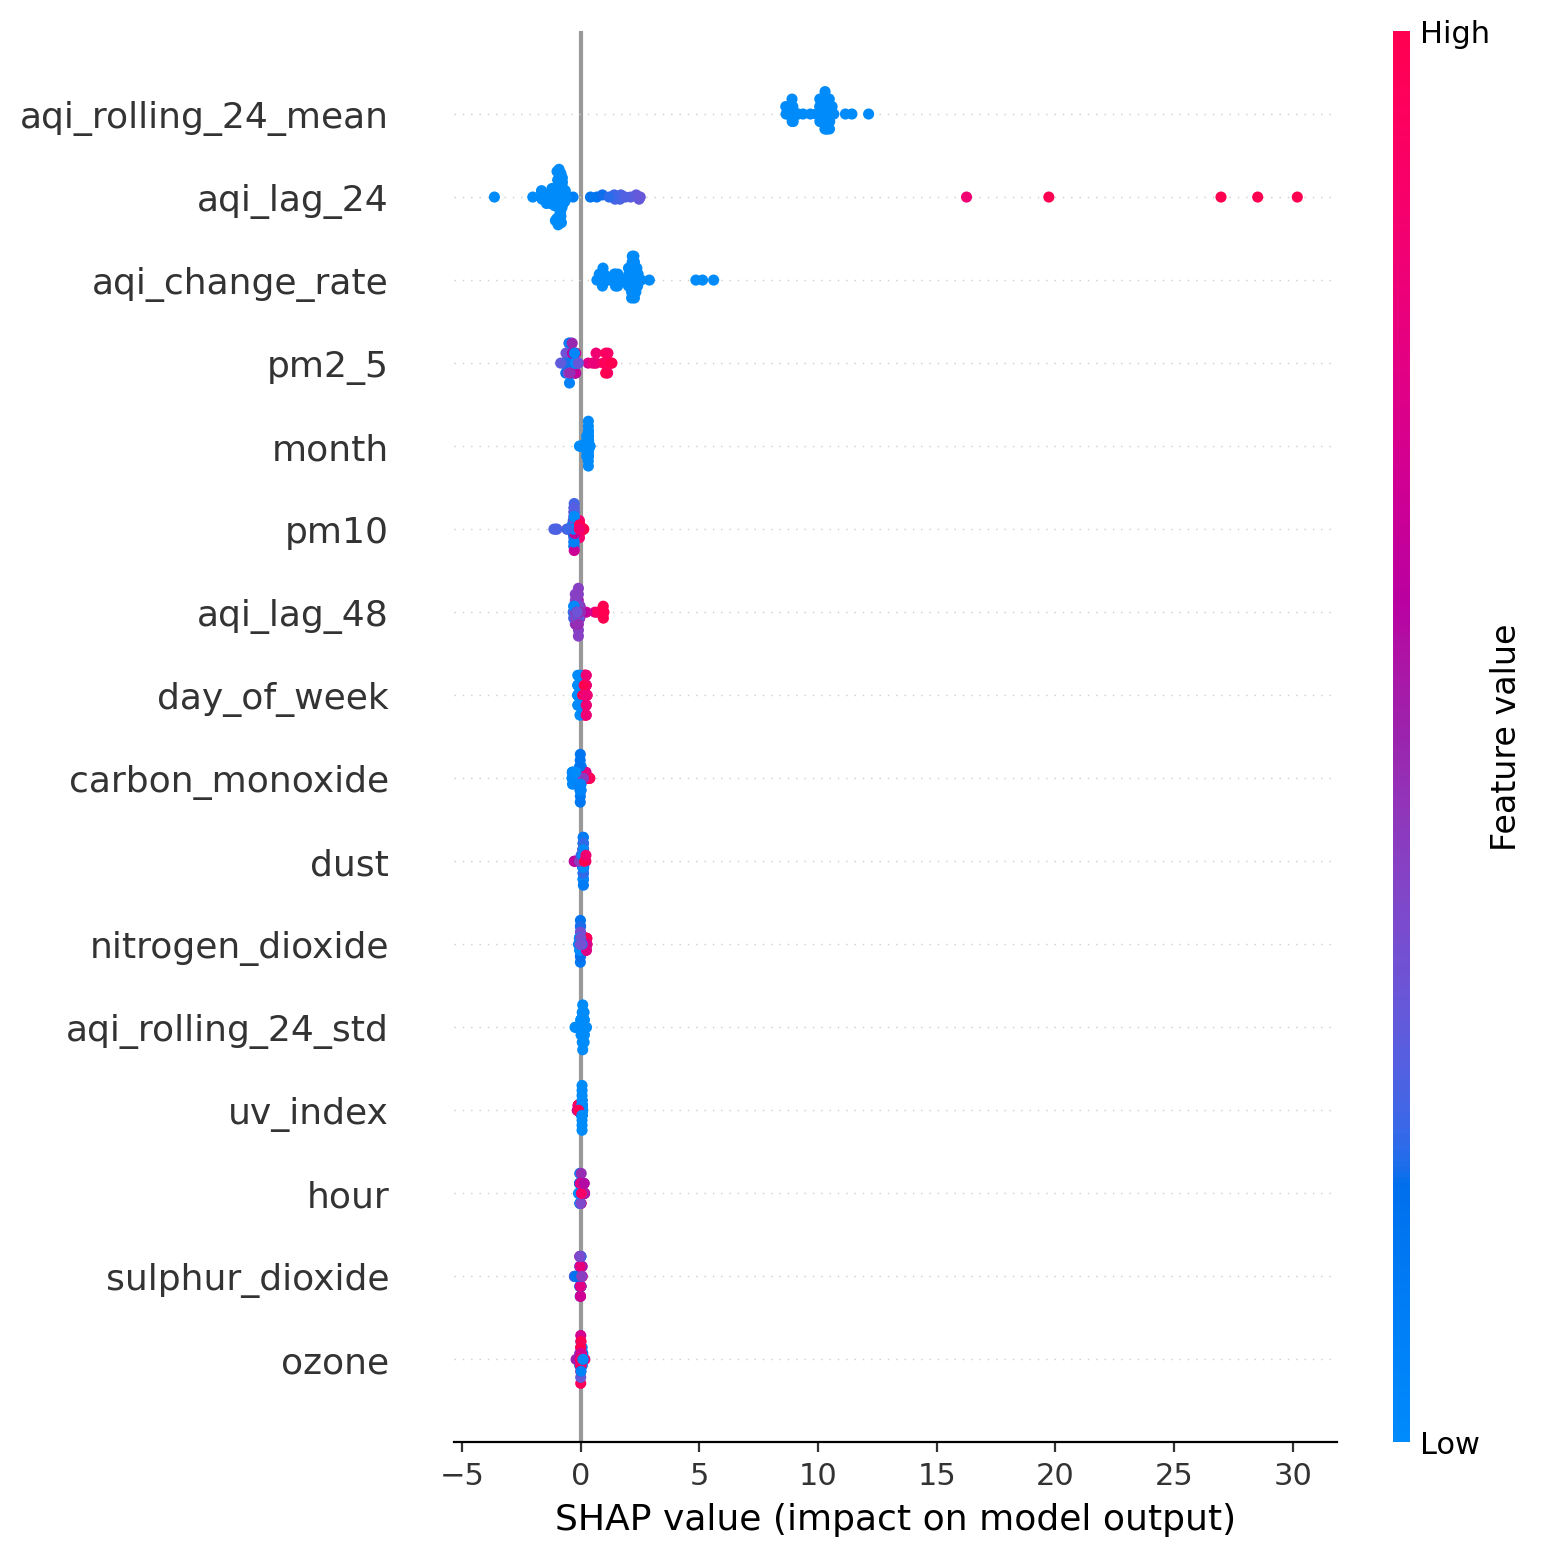 High
aqi_rolling_24_mean
aqi_lag_24
aqi_change_rate
pm2_5
month
pm10
aqi_lag_48
day_of_week
carbon_monoxide
dust
nitrogen_dioxide
aqi_rolling_24_std
uv_index
hour
sulphur_dioxide
ozone
Feature value
Low
−5 0 5 10 15 20 25 30
SHAP value (impact on model output)